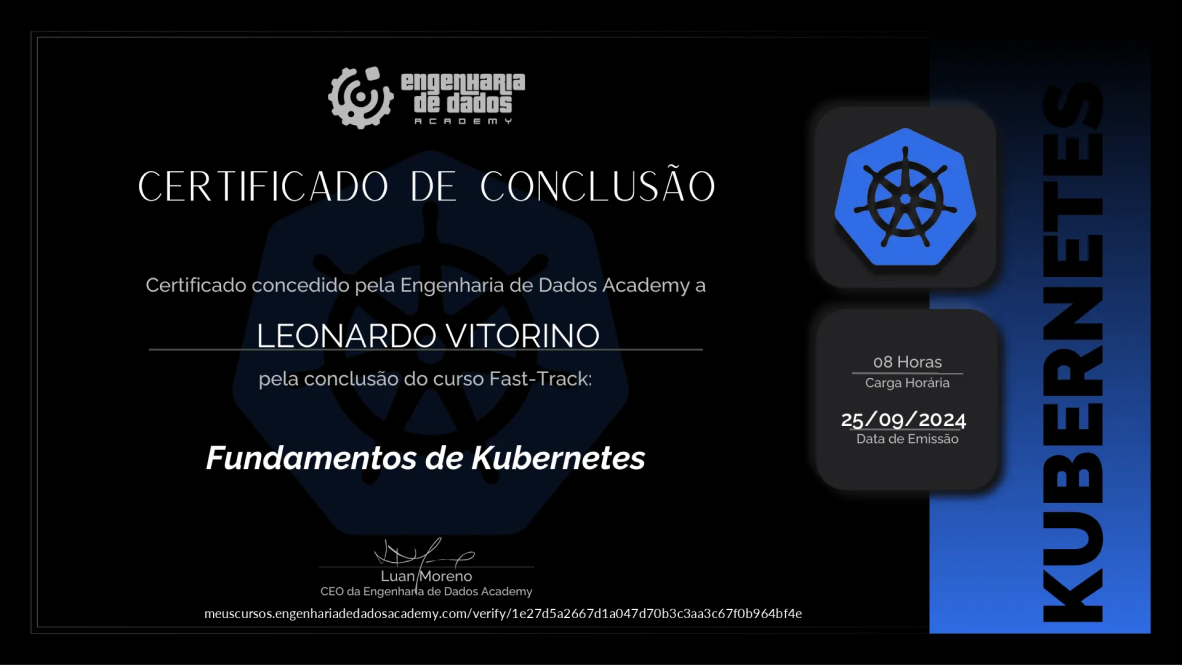 engenharia
de dados
ACADEMY
CERTIFICADO DE CONCLUSÃO
Certificado concedido pela Engenharia de Dados Academy a
LEONARDO VITORINO
pela conclusão do curso Fast-Track:
Fundamentos de Kubernetes
Luan Moreno
CEO da Engenharia de Dados Academy
meuscursos.engenhariadedadosacademy.com/verify/1e27d5a2667d1a047d70b3c3aa3c67f0b964bf4e
08 Horas
Carga Horária
25/09/2024
Data de Emissão
KUBERNETES